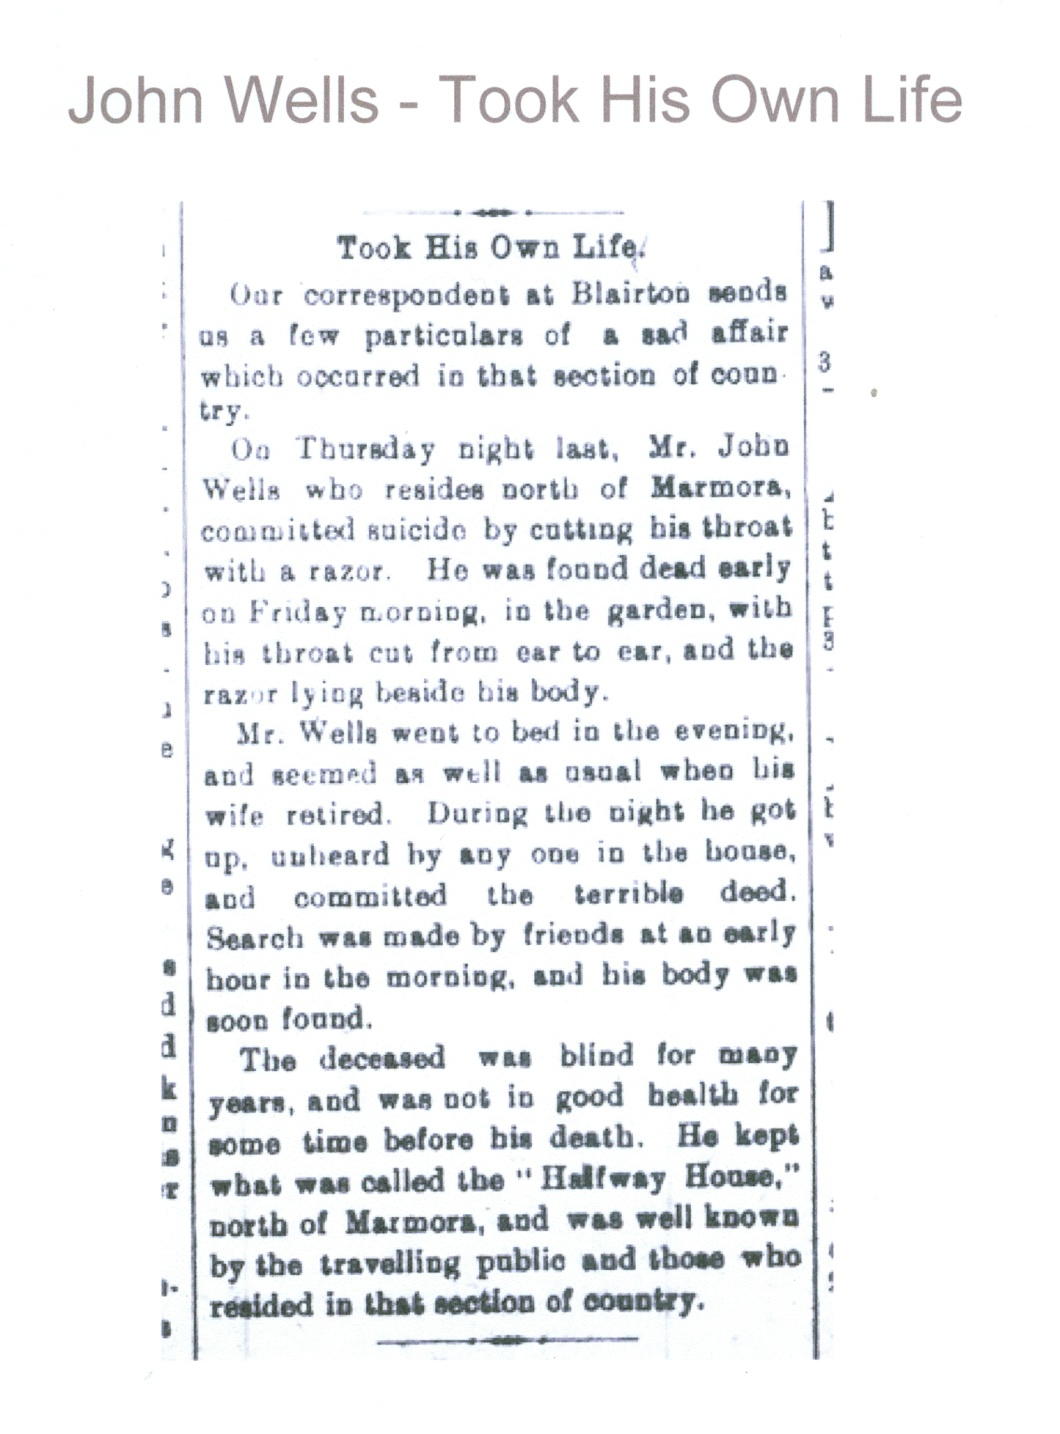 John Wells - Took His Own Life
Took His Own Life.
Our correspondent at Blairton sends
us a few particulars of a sad affair
which occurred in that section of coun-
try.
On Thursday night last, Mr. John
Wells who resides north of Marmora,
committed suicide by cutting his throat
with a razor. He was found dead early
on Friday morning, in the garden, with
his throat cut from ear to ear, and the
razor lying beside his body.
Mr. Wells went to bed in the evening,
and seemed as well as usual when his
wife retired. During the night he got
up, unheard by any one in the house,
and committed the terrible deed.
Search was made by friends at an early
hour in the morning, and his body was
soon found.
The deceased was blind for many
years, and was not in good health for
some time before his death. He kept
what was called the "Halfway House,"
north of Marmora, and was well known
by the travelling public and those who
resided in that section of country.